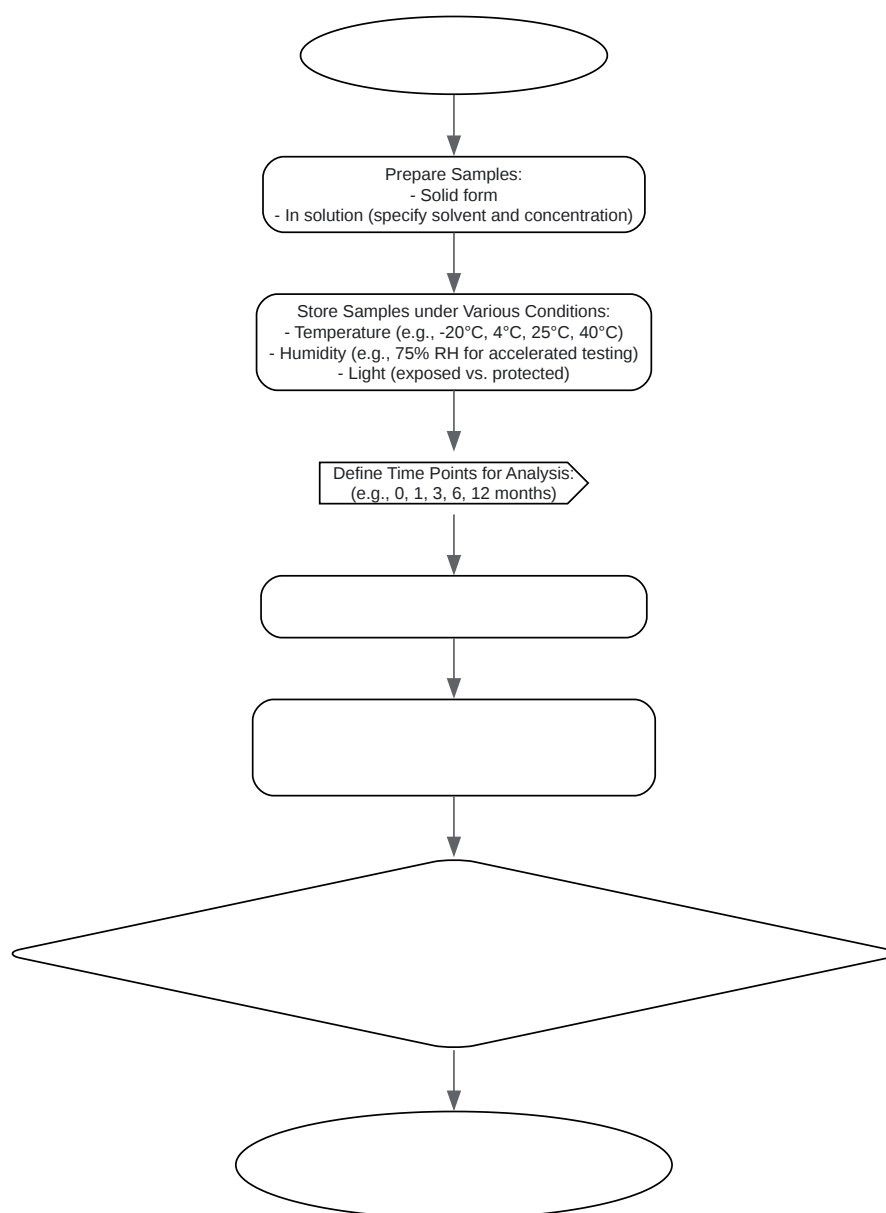 Prepare Samples:
- Solid form
- In solution (specify solvent and concentration)
Store Samples under Various Conditions:
- Temperature (e.g., -20°C, 4°C, 25°C, 40°C)
- Humidity (e.g., 75% RH for accelerated testing)
- Light (exposed vs. protected)
Define Time Points for Analysis:
(e.g., 0, 1, 3, 6, 12 months)